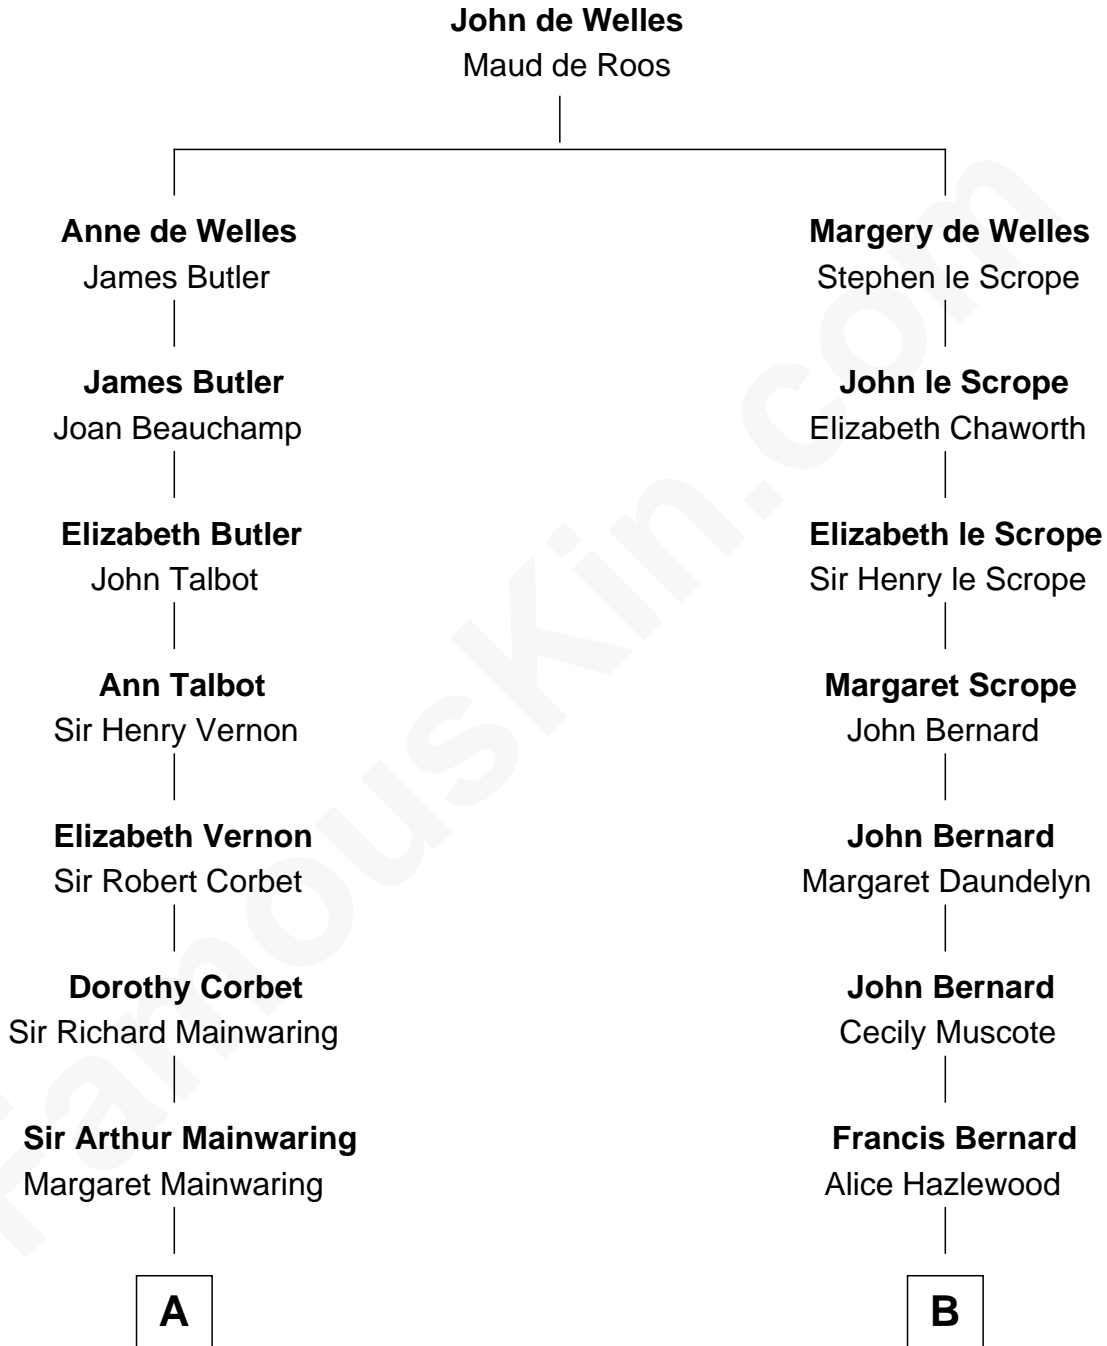 John de Welles
Maud de Roos
Anne de Welles
James Butler
Margery de Welles
Stephen le Scrope
James Butler
Joan Beauchamp
John le Scrope
Elizabeth Chaworth
Elizabeth Butler
John Talbot
Elizabeth le Scrope
Sir Henry le Scrope
Ann Talbot
Sir Henry Vernon
Margaret Scrope
John Bernard
Elizabeth Vernon
Sir Robert Corbet
John Bernard
Margaret Daundelyn
Dorothy Corbet
Sir Richard Mainwaring
John Bernard
Cecily Muscote
Sir Arthur Mainwaring
Margaret Mainwaring
Francis Bernard
Alice Hazlewood
A
B
FamousKin.com